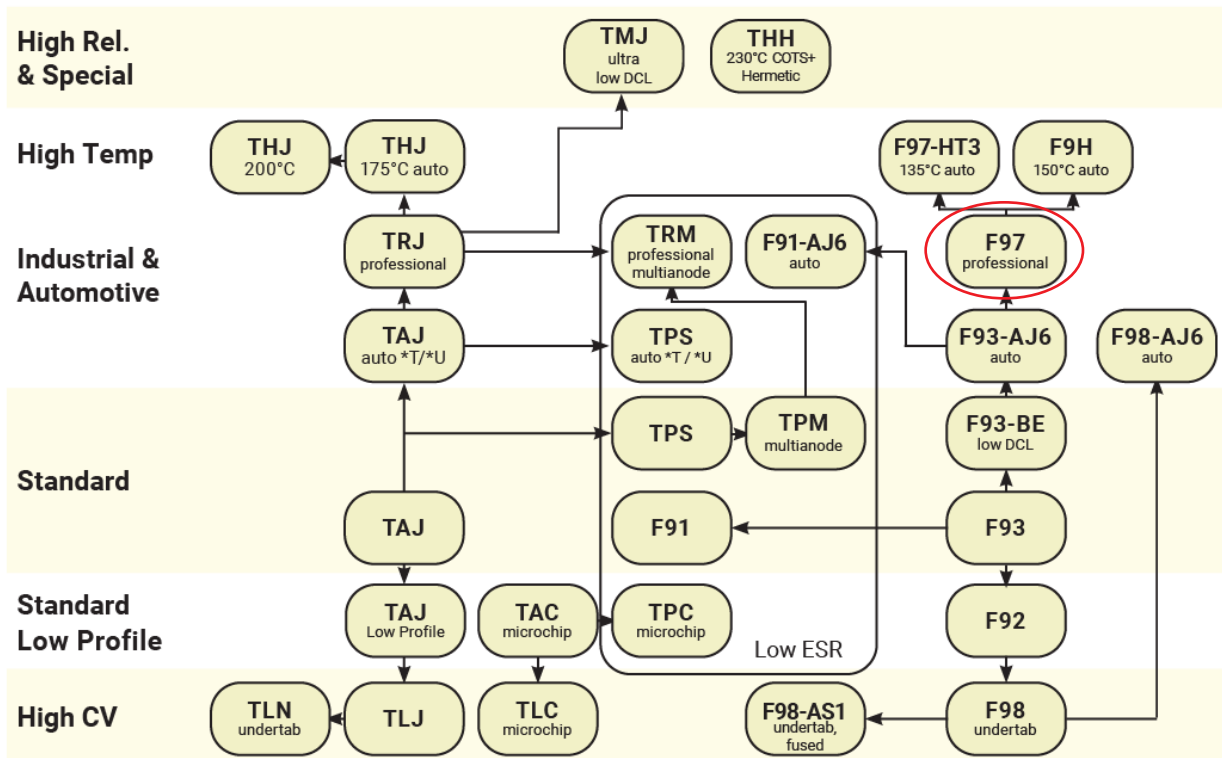 High Rel.
& Special
TMJ
ultra
low DCL
THH
230°C COTS+
Hermetic
High Temp
THJ
200°C
THJ
175°C auto
F97-HT3
135°C auto
F9H
150°C auto
Industrial &
Automotive
TRJ
professional
TRM
professional
multianode
F91-AJ6
auto
F97
professional
TAJ
auto *T/*U
TPS
auto *T / *U
F93-AJ6
auto
F98-AJ6
auto
Standard
TPS
TPM
multianode
F93-BE
low DCL
TAJ
F91
F93
Standard
Low Profile
TAJ
Low Profile
TAC
microchip
TPC
microchip
Low ESR
F92
High CV
TLN
undertab
TLJ
TLC
microchip
F98-AS1
undertab,
fused
F98
undertab